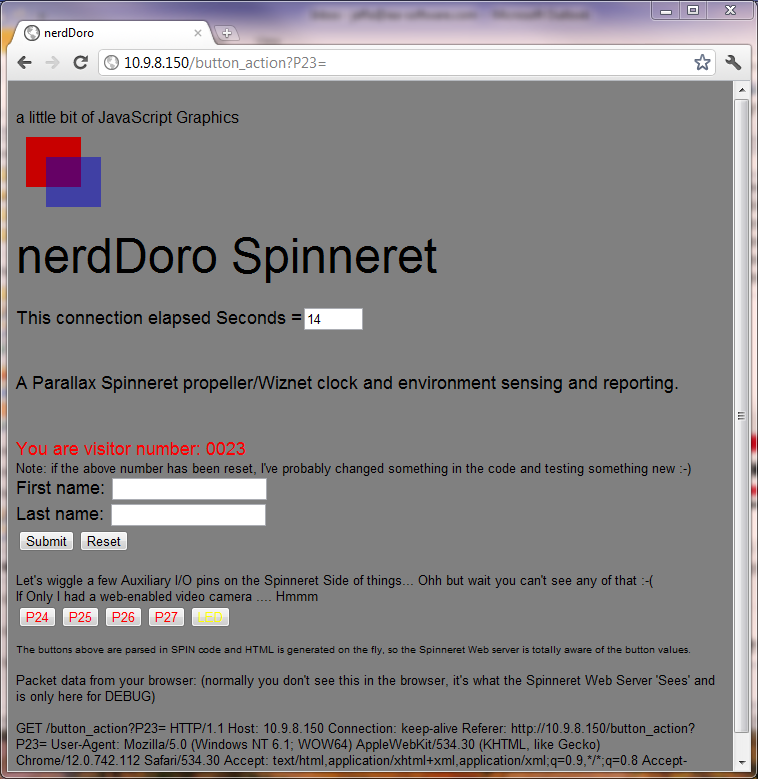 nerdDoro
10.9.8.150/button_action?P23=
a little bit of JavaScript Graphics
nerdDoro Spinneret
This connection elapsed Seconds = 14
A Parallax Spinneret propeller/Wiznet clock and environment sensing and reporting.
You are visitor number: 0023
Note: if the above number has been reset, I've probably changed something in the code and testing something new :-)
First name:
Last name:
Submit Reset
Let's wiggle a few Auxiliary I/O pins on the Spinneret Side of things... Ohh but wait you can't see any of that :-(
If Only I had a web-enabled video camera .... Hmmm
P24 P25 P26 P27 LED
The buttons above are parsed in SPIN code and HTML is generated on the fly, so the Spinneret Web server is totally aware of the button values.
Packet data from your browser: (normally you don't see this in the browser, it's what the Spinneret Web Server 'Sees' and
is only here for DEBUG)
GET /button_action?P23= HTTP/1.1 Host: 10.9.8.150 Connection: keep-alive Referer: http://10.9.8.150/button_action?
P23= User-Agent: Mozilla/5.0 (Windows NT 6.1; WOW64) AppleWebKit/534.30 (KHTML, like Gecko)
Chrome/12.0.742.112 Safari/534.30 Accept: text/html,application/xhtml+xml,application/xml;q=0.9,*/*;q=0.8 Accept-